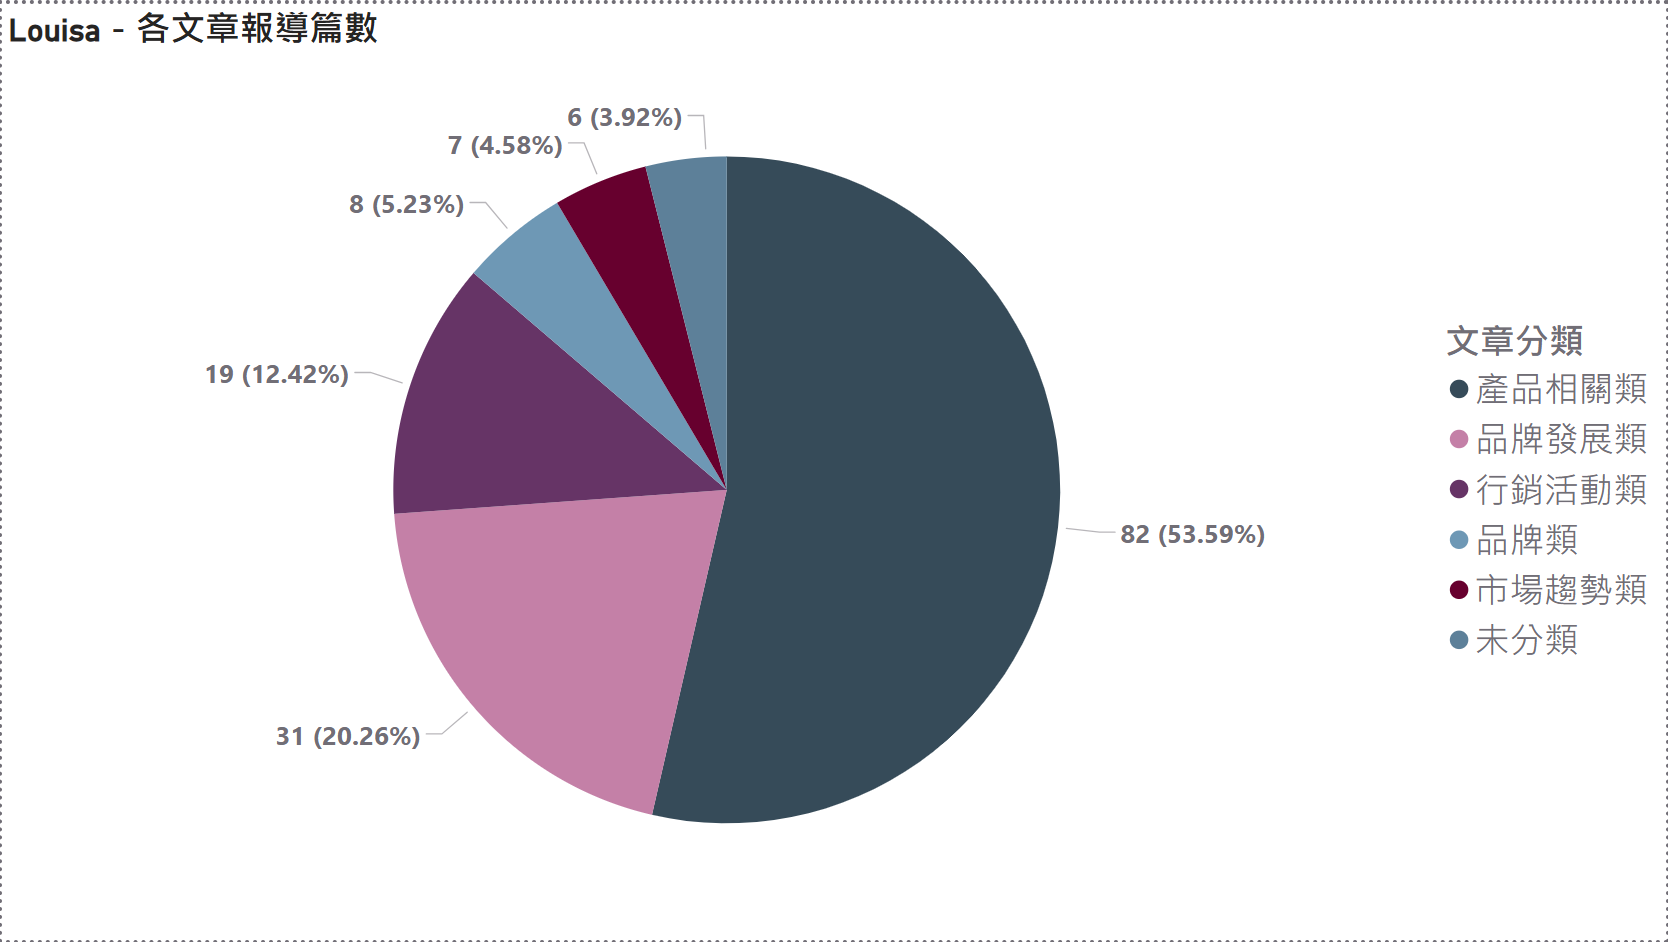 Louisa - 各文章報導篇數
6 (3.92%)
7 (4.58%)
8 (5.23%)
19 (12.42%)
31 (20.26%)
82 (53.59%)
文章分類
產品相關類
品牌發展類
行銷活動類
品牌類
市場趨勢類
未分類